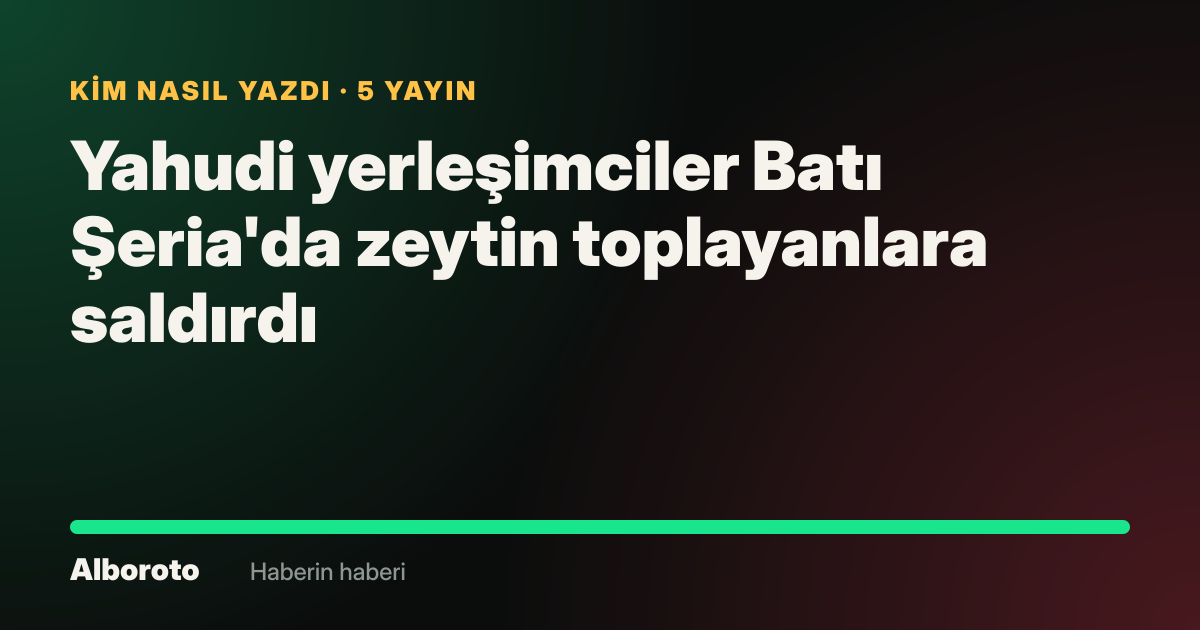 KİM NASIL YAZDI · 5 YAYIN
Yahudi yerleşimciler Batı
Şeria'da zeytin toplayanlara
saldırdı
Alboroto
Haberin haberi